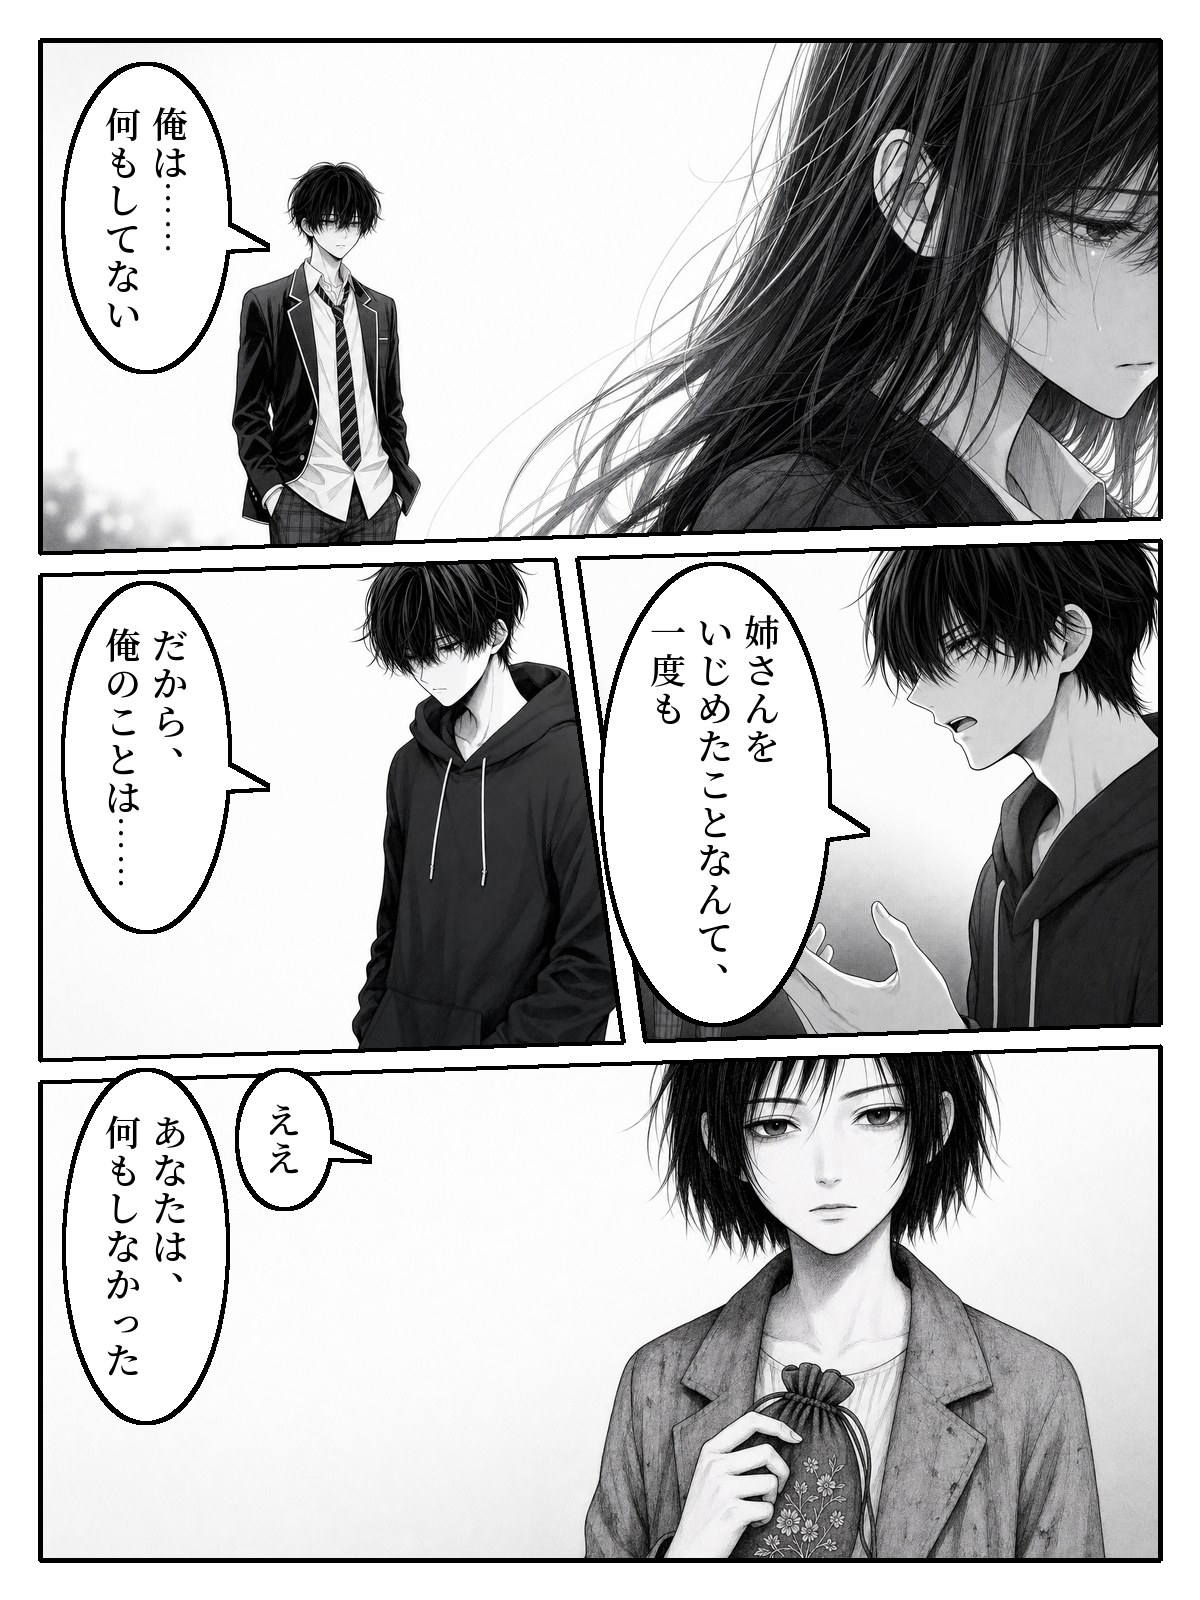 俺は……
何もしてない
姉さんを
いじめたことなんて、
一度も
だから、
俺のことは……
ええ
あなたは、
何もしなかった